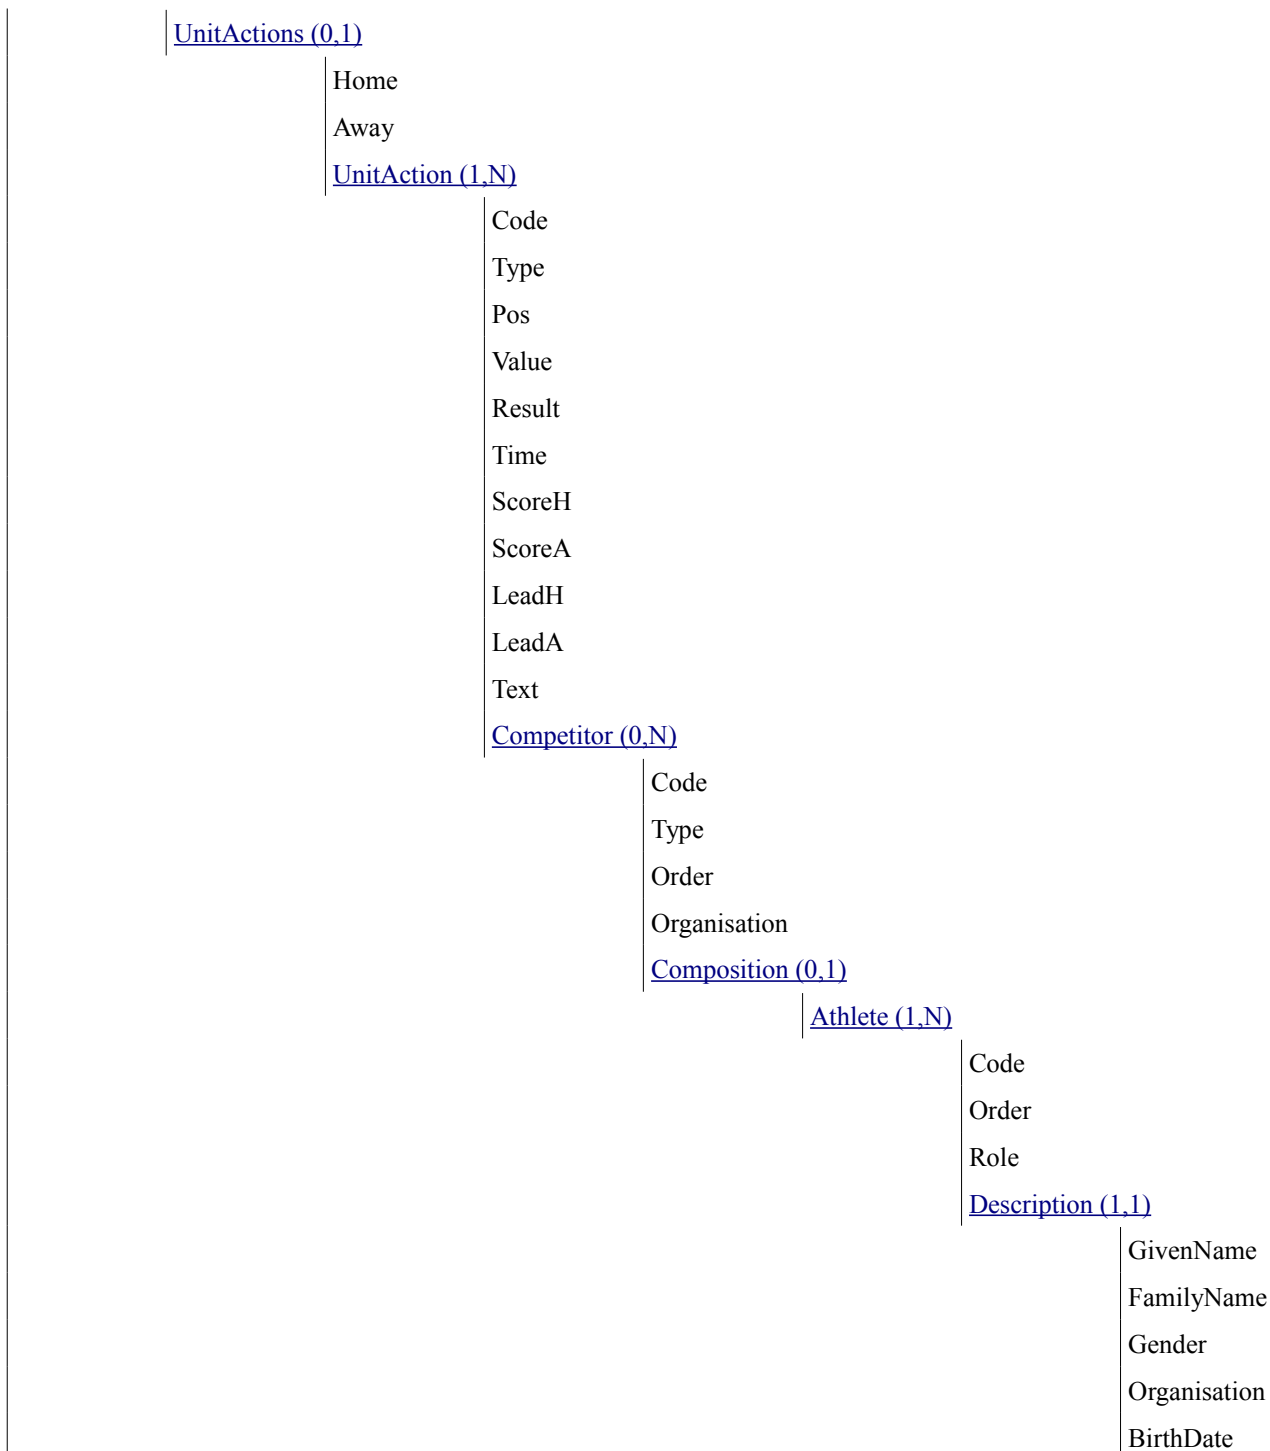 UnitActions (0,1)
Home
Away
UnitAction (1,N)
Code
Type
Pos
Value
Result
Time
ScoreH
ScoreA
LeadH
LeadA
Text
Competitor (0,N)
Code
Type
Order
Organisation
Composition (0,1)
Athlete (1,N)
Code
Order
Role
Description (1,1)
GivenName
FamilyName
Gender
Organisation
BirthDate